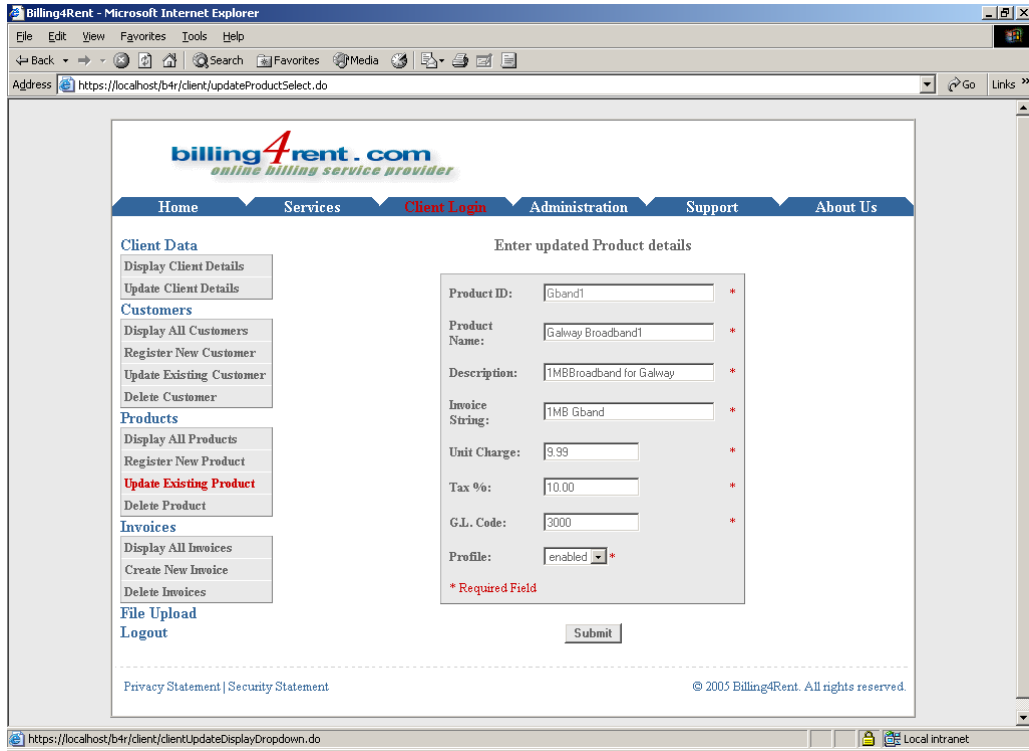 Billing4Rent - Microsoft Internet Explorer
File Edit View Favorites Tools Help
Back Search Favorites Media
Address https://localhost/b4r/client/updateProductSelect.do Go Links »
billing4rent.com
online billing service provider
Home Services Client Login Administration Support About Us
Client Data
Display Client Details
Update Client Details
Customers
Display All Customers
Register New Customer
Update Existing Customer
Delete Customer
Products
Display All Products
Register New Product
Update Existing Product
Delete Product
Invoices
Display All Invoices
Create New Invoice
Delete Invoices
File Upload
Logout
Enter updated Product details
Product ID: Gband1 *
Product
Name: Galway Broadband1 *
Description: 1MBBroadband for Galway *
Invoice
String: 1MB Gband *
Unit Charge: 9.99 *
Tax %: 10.00 *
G.L. Code: 3000 *
Profile: enabled *
* Required Field
Submit
Privacy Statement | Security Statement © 2005 Billing4Rent. All rights reserved.
https://localhost/b4r/client/clientUpdateDisplayDropdown.do Local intranet